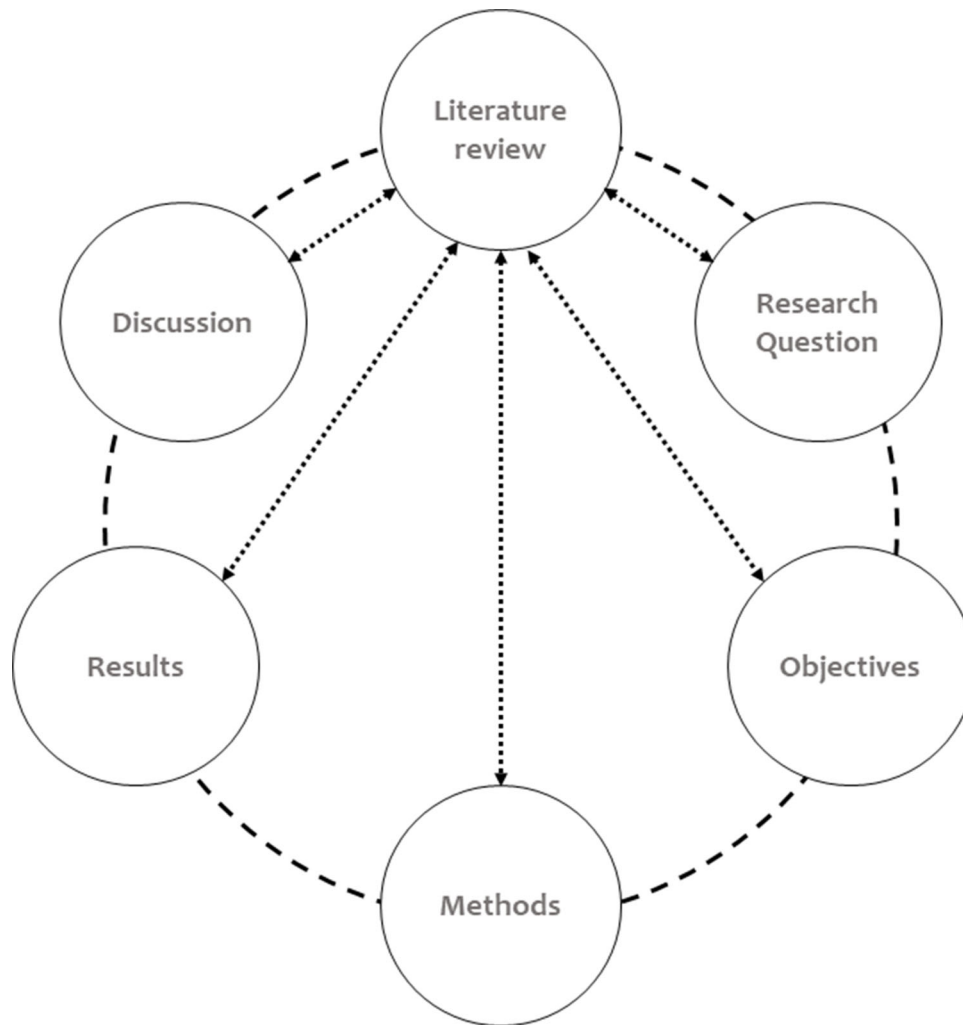 Literature
review
Research
Question
Objectives
Methods
Results
Discussion